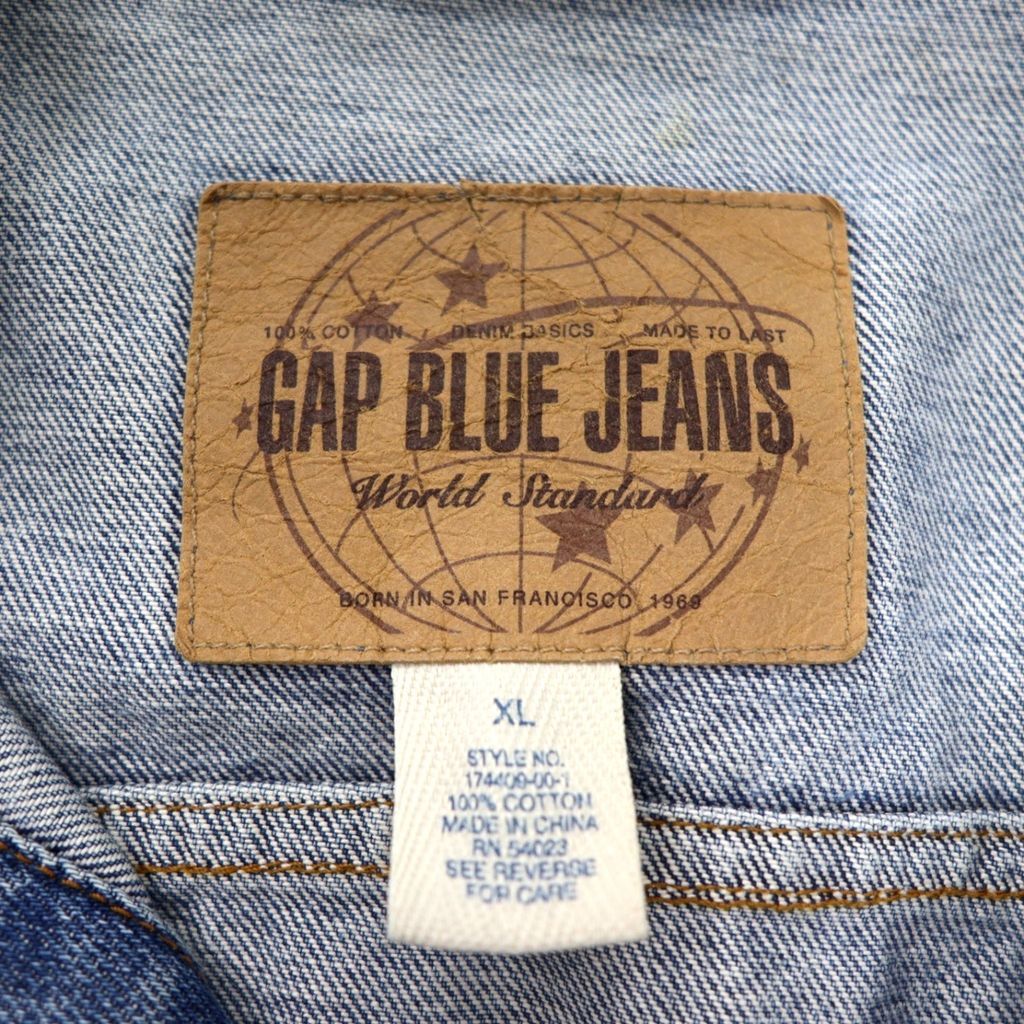 100% COTTON DENIM BASICS MADE TO LAST
GAP BLUE JEANS
World Standard
BORN IN SAN FRANCISCO 1969
XL
STYLE NO.
174409-00-1
100% COTTON
MADE IN CHINA
RN 54023
SEE REVERSE
FOR CARE